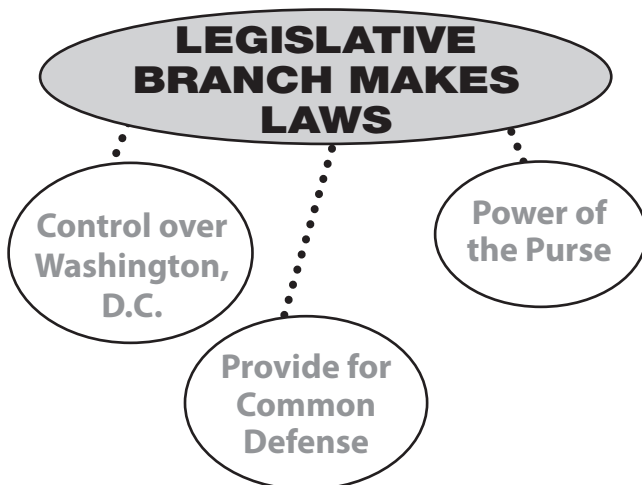 LEGISLATIVE
BRANCH MAKES
LAWS
Control over
Washington,
D.C.
Power of
the Purse
Provide for
Common
Defense